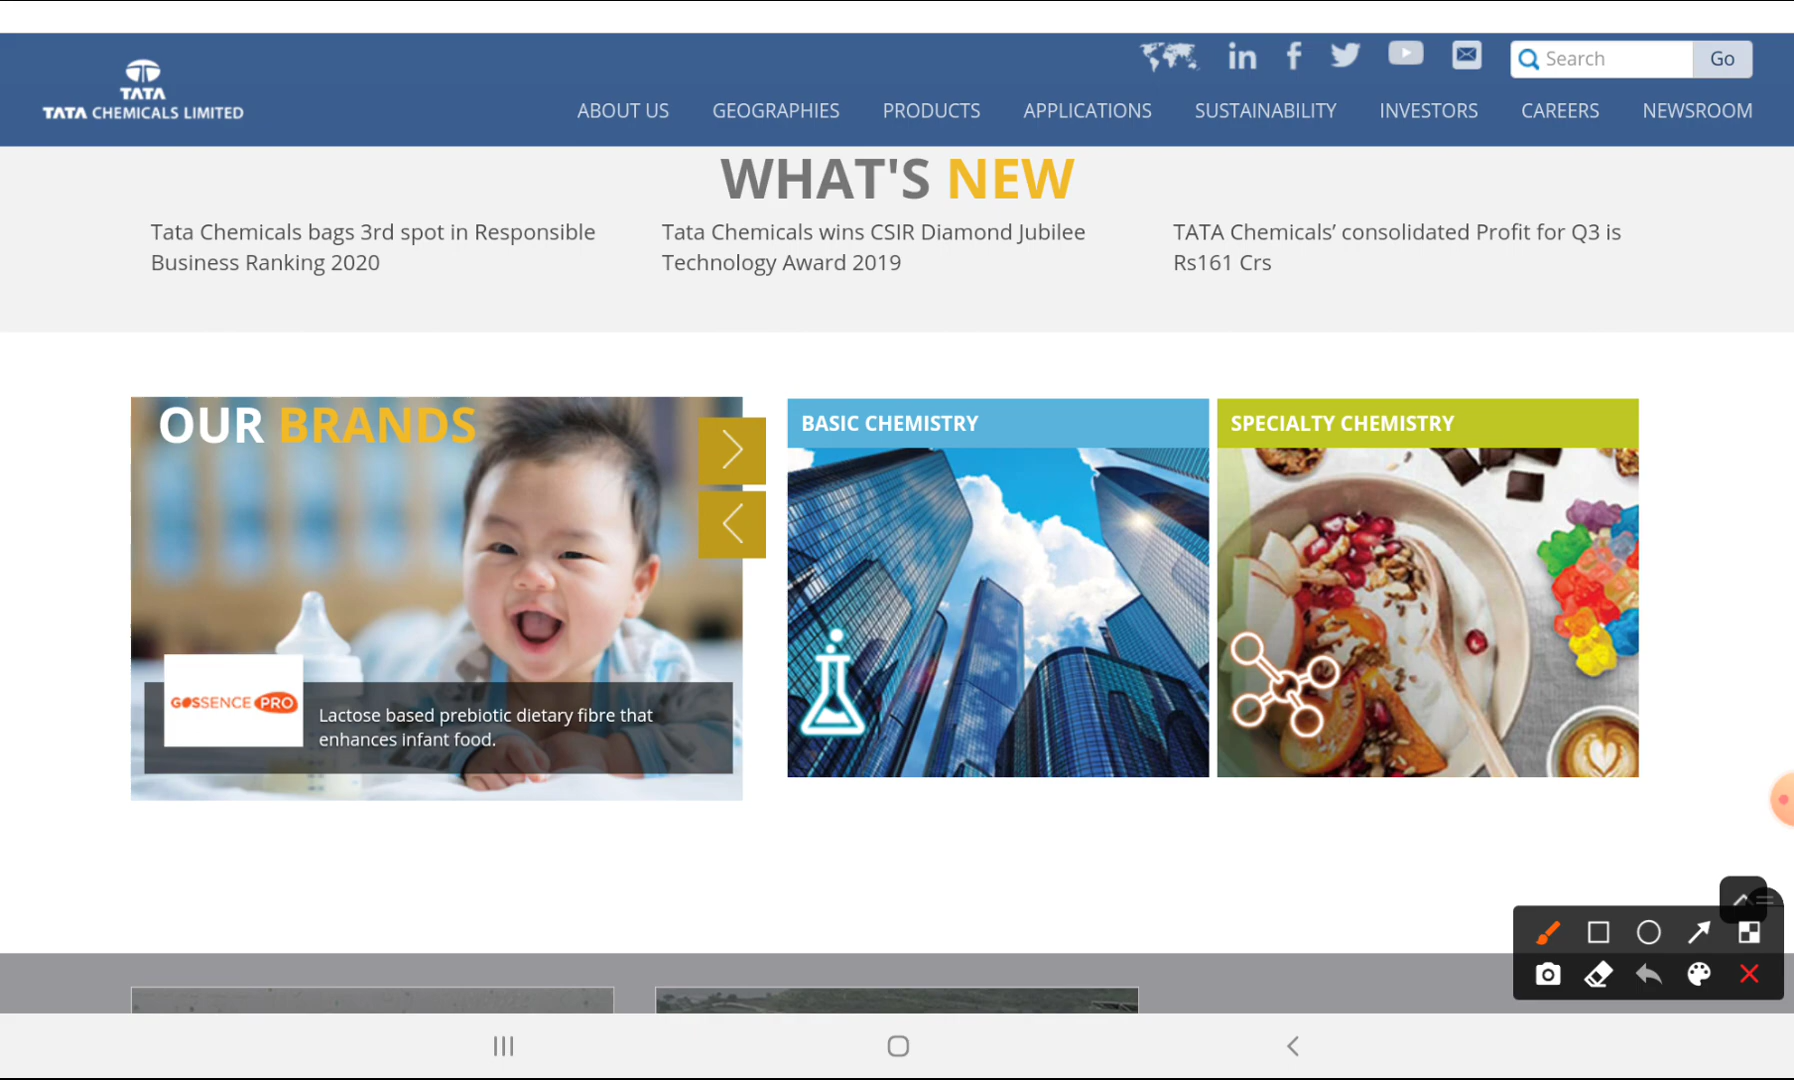 TATA
TATA CHEMICALS LIMITED
Search
Go
ABOUT US
GEOGRAPHIES
PRODUCTS
APPLICATIONS
SUSTAINABILITY
INVESTORS
CAREERS
NEWSROOM
WHAT'S NEW
Tata Chemicals bags 3rd spot in Responsible
Business Ranking 2020
Tata Chemicals wins CSIR Diamond Jubilee
Technology Award 2019
TATA Chemicals’ consolidated Profit for Q3 is
Rs161 Crs
OUR BRANDS
GOSSENCE PRO
Lactose based prebiotic dietary fibre that
enhances infant food.
BASIC CHEMISTRY
SPECIALTY CHEMISTRY